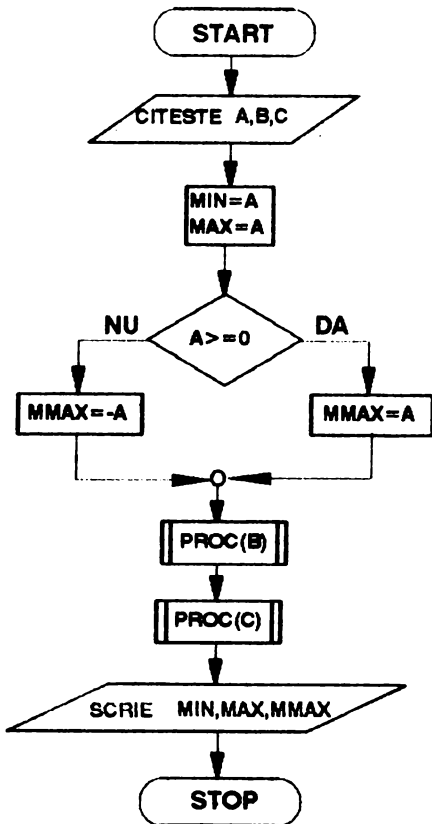 START
CITESTE A,B,C
MIN=A
MAX=A
NU
A>=0
DA
MMAX=-A
MMAX=A
PROC(B)
PROC(C)
SCRIE MIN,MAX,MMAX
STOP